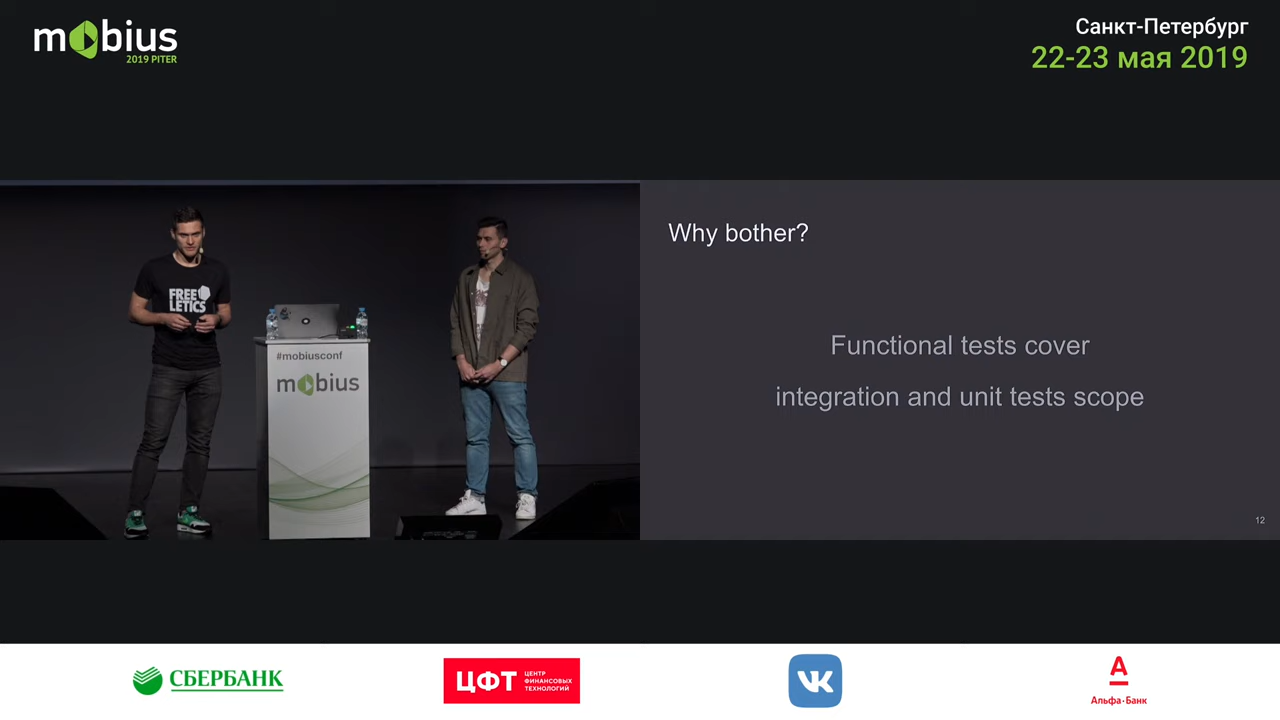 mobius
2019 PITER
Санкт-Петербург
22-23 мая 2019
FREE
LETICS
#mobiusconf
mobius
Why bother?
Functional tests cover
integration and unit tests scope
12
СБЕРБАНК
ЦФТ
ЦЕНТР
ФИНАНСОВЫХ
ТЕХНОЛОГИЙ
VK
А
Альфа·Банк